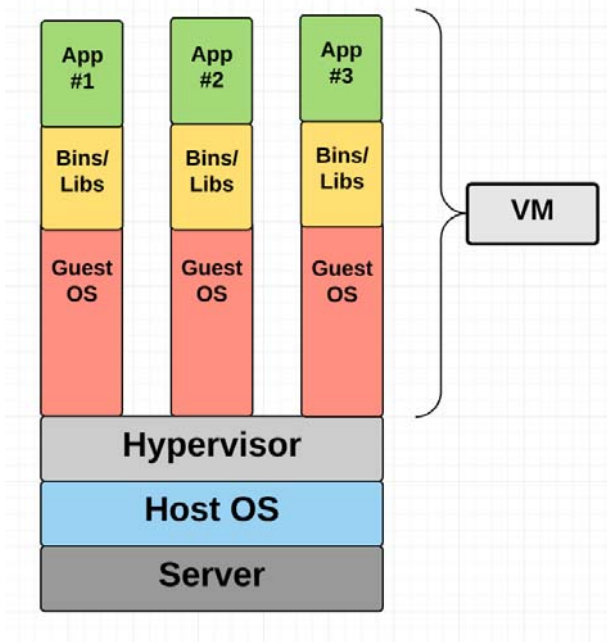 App
#1
App
#2
App
#3
Bins/
Libs
Bins/
Libs
Bins/
Libs
VM
Guest
OS
Guest
OS
Guest
OS
Hypervisor
Host OS
Server